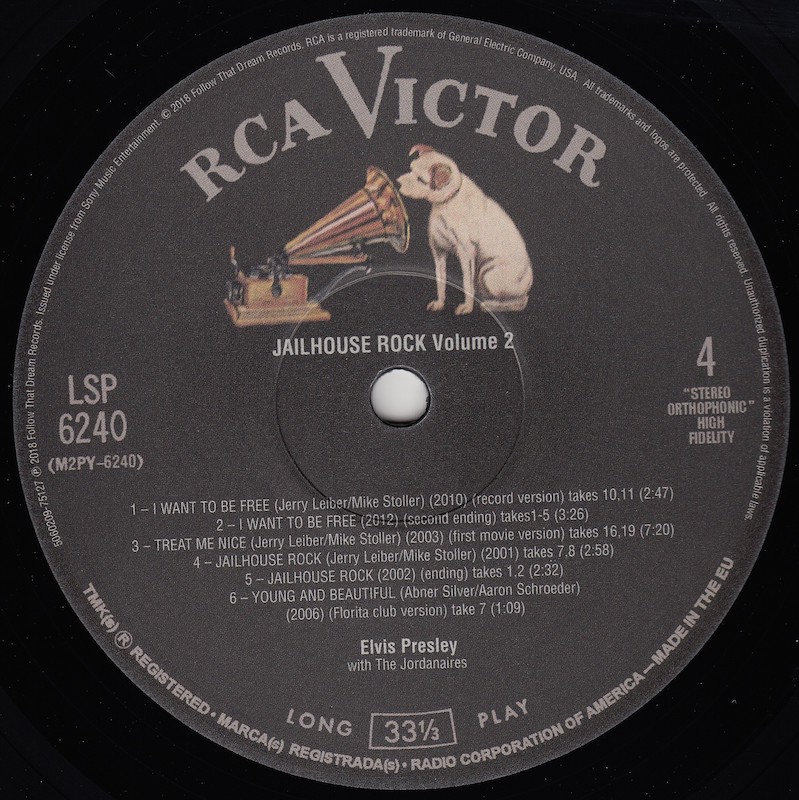 5060209-75127 ℗ 2018 Follow That Dream Records. Issued under license from Sony Music Entertainment. © 2018 Follow That Dream Records. RCA is a registered trademark of General Electric Company, USA. All trademarks and logos are protected. All rights reserved. Unauthorized duplication is a violation of applicable laws.
RCA VICTOR
JAILHOUSE ROCK Volume 2
LSP
6240
(M2PY-6240)
4
"STEREO
ORTHOPHONIC"
HIGH
FIDELITY
1 – I WANT TO BE FREE (Jerry Leiber/Mike Stoller) (2010) (record version) takes 10,11 (2:47)
2 – I WANT TO BE FREE (2012) (second ending) takes1-5 (3:26)
3 – TREAT ME NICE (Jerry Leiber/Mike Stoller) (2003) (first movie version) takes 16,19 (7:20)
4 – JAILHOUSE ROCK (Jerry Leiber/Mike Stoller) (2001) takes 7,8 (2:58)
5 – JAILHOUSE ROCK (2002) (ending) takes 1,2 (2:32)
6 – YOUNG AND BEAUTIFUL (Abner Silver/Aaron Schroeder)
(2006) (Florita club version) take 7 (1:09)
Elvis Presley
with The Jordanaires
LONG 33⅓ PLAY
TMK(s) ® REGISTERED • MARCA(s) REGISTRADA(s) • RADIO CORPORATION OF AMERICA—MADE IN THE EU